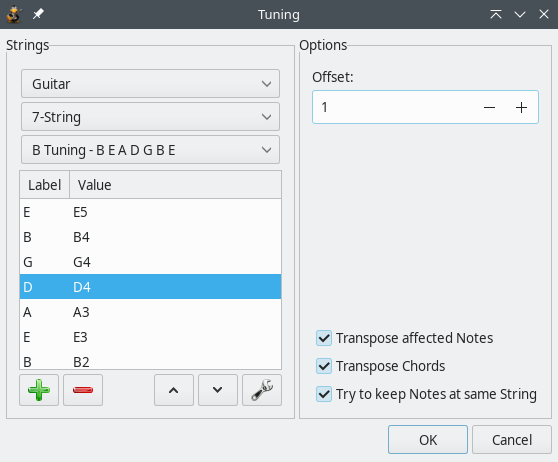 Tuning
Strings
Guitar
7-String
B Tuning - B E A D G B E
Label Value
E E5
B B4
G G4
D D4
A A3
E E3
B B2
Options
Offset:
1
Transpose affected Notes
Transpose Chords
Try to keep Notes at same String
OK Cancel